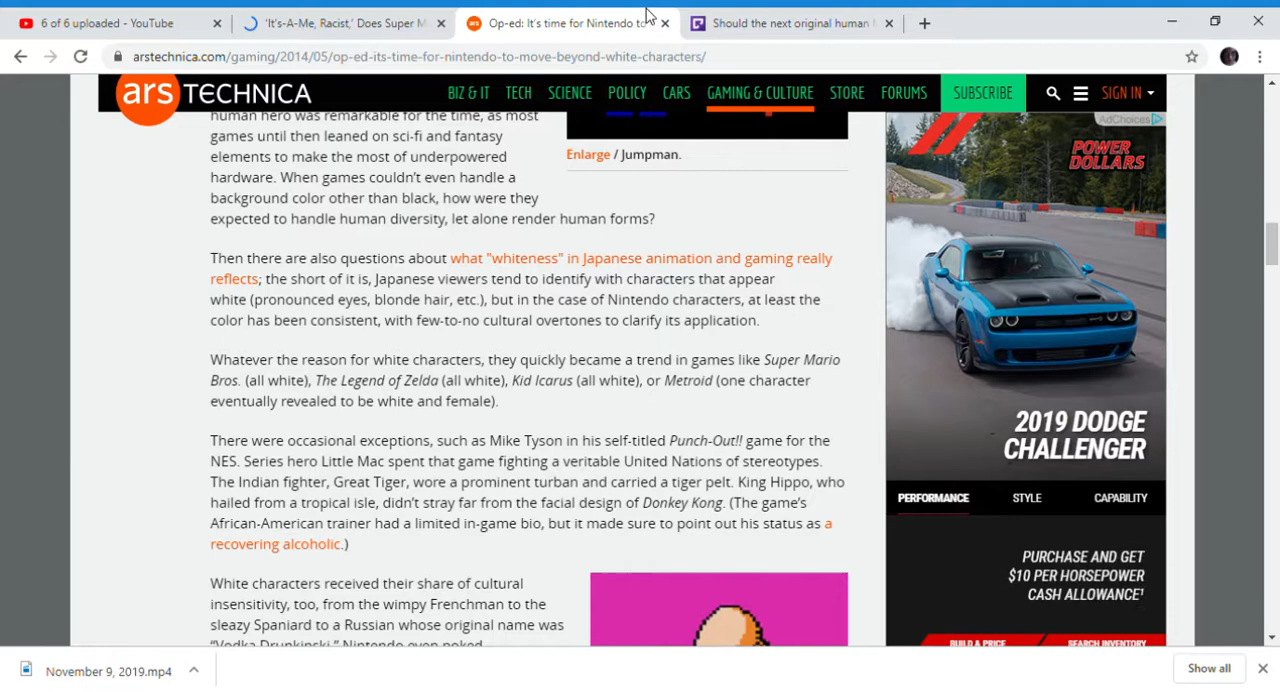 6 of 6 uploaded - YouTube
'It's-A-Me, Racist,' Does Super M
Op-ed: It's time for Nintendo to
Should the next original human
arstechnica.com/gaming/2014/05/op-ed-its-time-for-nintendo-to-move-beyond-white-characters/
ars TECHNICA
BIZ & IT TECH SCIENCE POLICY CARS GAMING & CULTURE STORE FORUMS SUBSCRIBE SIGN IN
human hero was remarkable for the time, as most
games until then leaned on sci-fi and fantasy
elements to make the most of underpowered
hardware. When games couldn't even handle a
background color other than black, how were they
expected to handle human diversity, let alone render human forms?
Enlarge / Jumpman.
Then there are also questions about what "whiteness" in Japanese animation and gaming really
reflects; the short of it is, Japanese viewers tend to identify with characters that appear
white (pronounced eyes, blonde hair, etc.), but in the case of Nintendo characters, at least the
color has been consistent, with few-to-no cultural overtones to clarify its application.
Whatever the reason for white characters, they quickly became a trend in games like Super Mario
Bros. (all white), The Legend of Zelda (all white), Kid Icarus (all white), or Metroid (one character
eventually revealed to be white and female).
There were occasional exceptions, such as Mike Tyson in his self-titled Punch-Out!! game for the
NES. Series hero Little Mac spent that game fighting a veritable United Nations of stereotypes.
The Indian fighter, Great Tiger, wore a prominent turban and carried a tiger pelt. King Hippo, who
hailed from a tropical isle, didn't stray far from the facial design of Donkey Kong. (The game's
African-American trainer had a limited in-game bio, but it made sure to point out his status as a
recovering alcoholic.)
White characters received their share of cultural
insensitivity, too, from the wimpy Frenchman to the
sleazy Spaniard to a Russian whose original name was
"Vodka Drunkinski." Nintendo even poked
AdChoices
POWER
DOLLARS
2019 DODGE
CHALLENGER
PERFORMANCE STYLE CAPABILITY
PURCHASE AND GET
$10 PER HORSEPOWER
CASH ALLOWANCE¹
BUILD & PRICE SEARCH INVENTORY
November 9, 2019.mp4
Show all